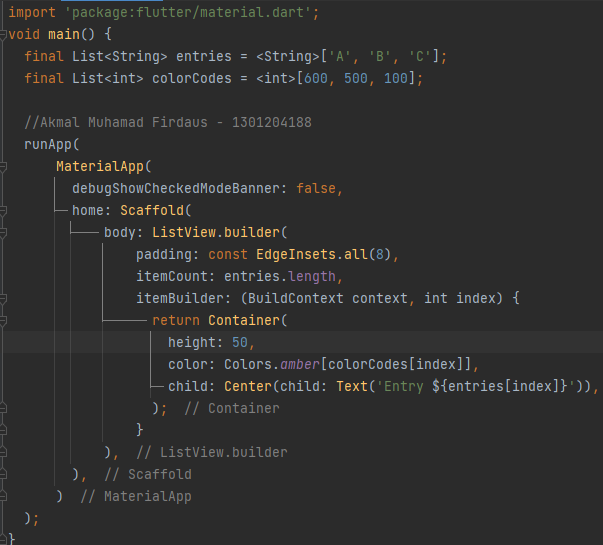 import 'package:flutter/material.dart';
void main() {
  final List<String> entries = <String>['A', 'B', 'C'];
  final List<int> colorCodes = <int>[600, 500, 100];

  //Akmal Muhamad Firdaus - 1301204188
  runApp(
      MaterialApp(
        debugShowCheckedModeBanner: false,
        home: Scaffold(
            body: ListView.builder(
                padding: const EdgeInsets.all(8),
                itemCount: entries.length,
                itemBuilder: (BuildContext context, int index) {
                  return Container(
                    height: 50,
                    color: Colors.amber[colorCodes[index]],
                    child: Center(child: Text('Entry ${entries[index]}')),
                  );  // Container
                }
            ),  // ListView.builder
        ),  // Scaffold
      )  // MaterialApp
  );
}